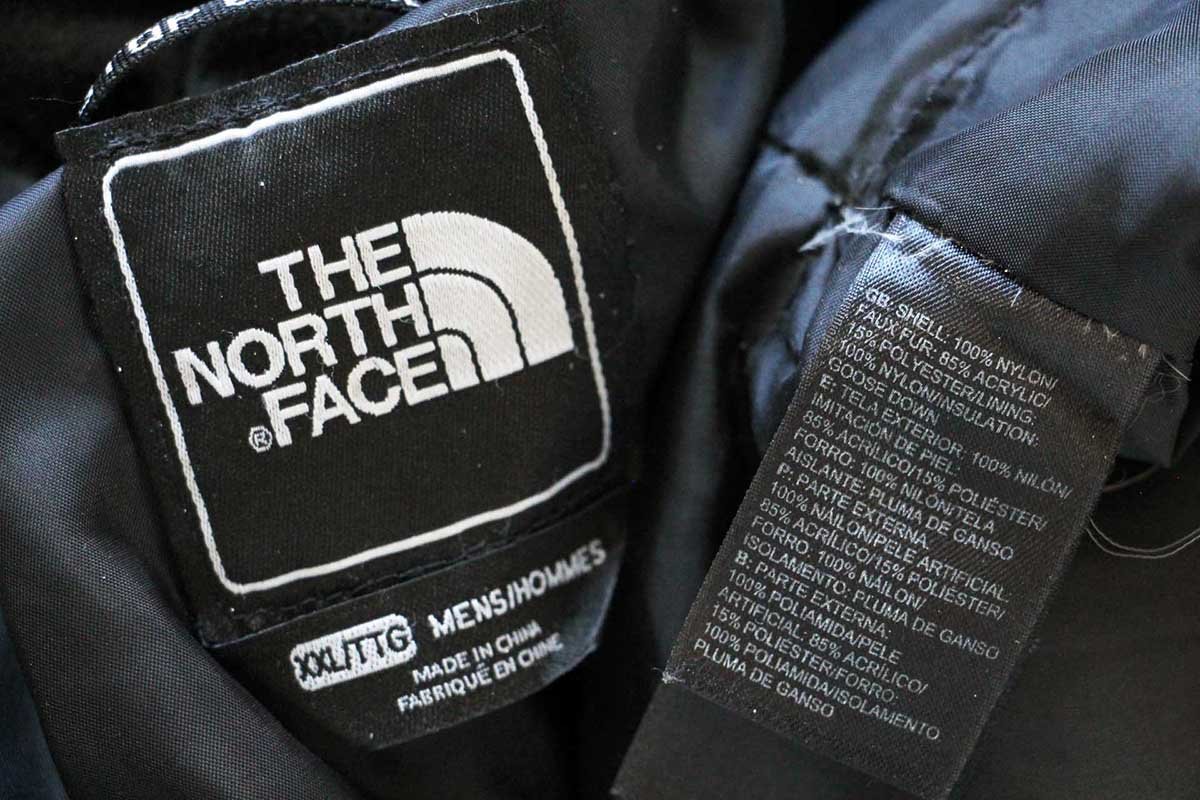 THE
NORTH
FACE
®
XXL/TTG
MENS/HOMMES
MADE IN CHINA
FABRIQUÉ EN CHINE
GB: SHELL: 100% NYLON/
FAUX FUR: 85% ACRYLIC/
15% POLYESTER/LINING:
100% NYLON/INSULATION:
GOOSE DOWN
E: TELA EXTERIOR: 100% NILÓN/
IMITACIÓN DE PIEL:
85% ACRÍLICO/15% POLIÉSTER/
FORRO: 100% NILÓN/TELA
AISLANTE: PLUMA DE GANSO
P: PARTE EXTERNA:
100% NÁILON/PELE ARTIFICIAL:
85% ACRÍLICO/15% POLIÉSTER/
FORRO: 100% NÁILON/
ISOLAMENTO: PLUMA DE GANSO
B: PARTE EXTERNA:
100% POLIAMIDA/PELE
ARTIFICIAL: 85% ACRÍLICO/
15% POLIÉSTER/FORRO:
100% POLIAMIDA/ISOLAMENTO
PLUMA DE GANSO